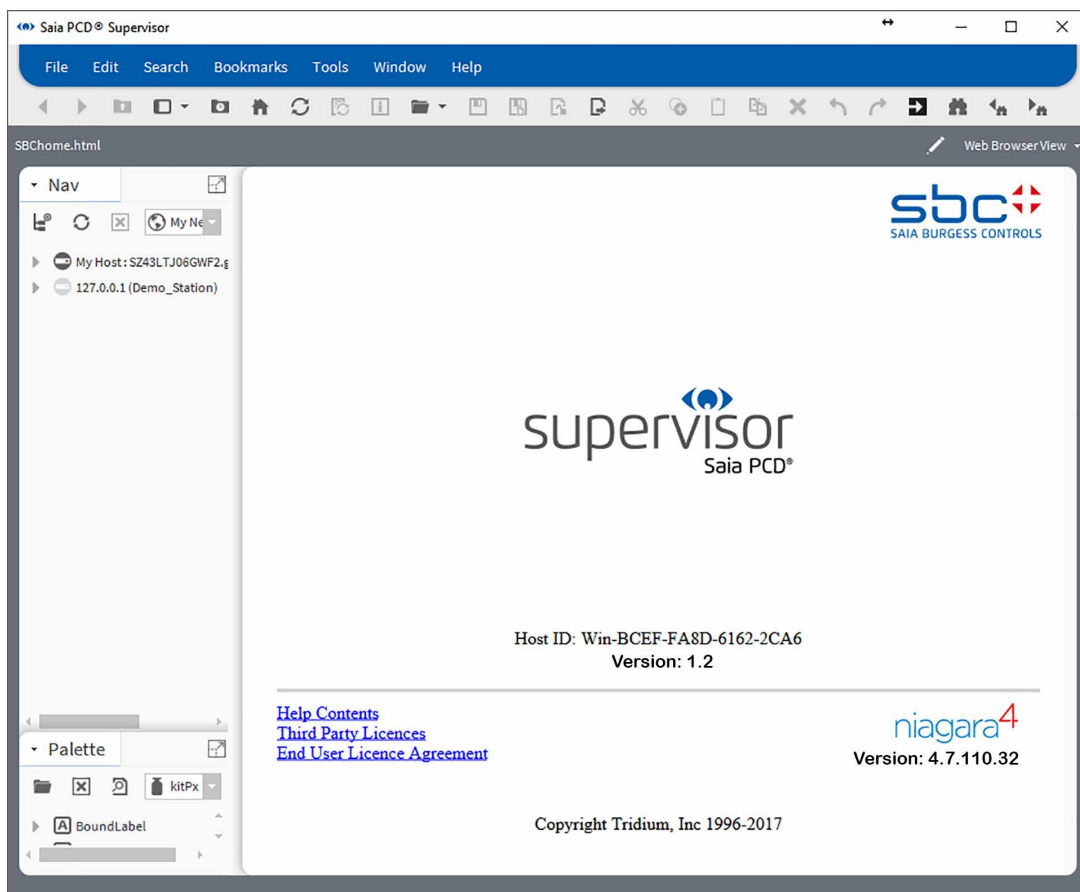 Saia PCD® Supervisor
File Edit Search Bookmarks Tools Window Help
SBChome.html
Web Browser View
Nav
My Ne
My Host : SZ43LTJ06GWF2.g
127.0.0.1 (Demo_Station)
sbc
SAIA BURGESS CONTROLS
supervisor
Saia PCD®
Host ID: Win-BCEF-FA8D-6162-2CA6
Version: 1.2
Help Contents
Third Party Licences
End User Licence Agreement
niagara4
Version: 4.7.110.32
Copyright Tridium, Inc 1996-2017
Palette
kitPx
BoundLabel